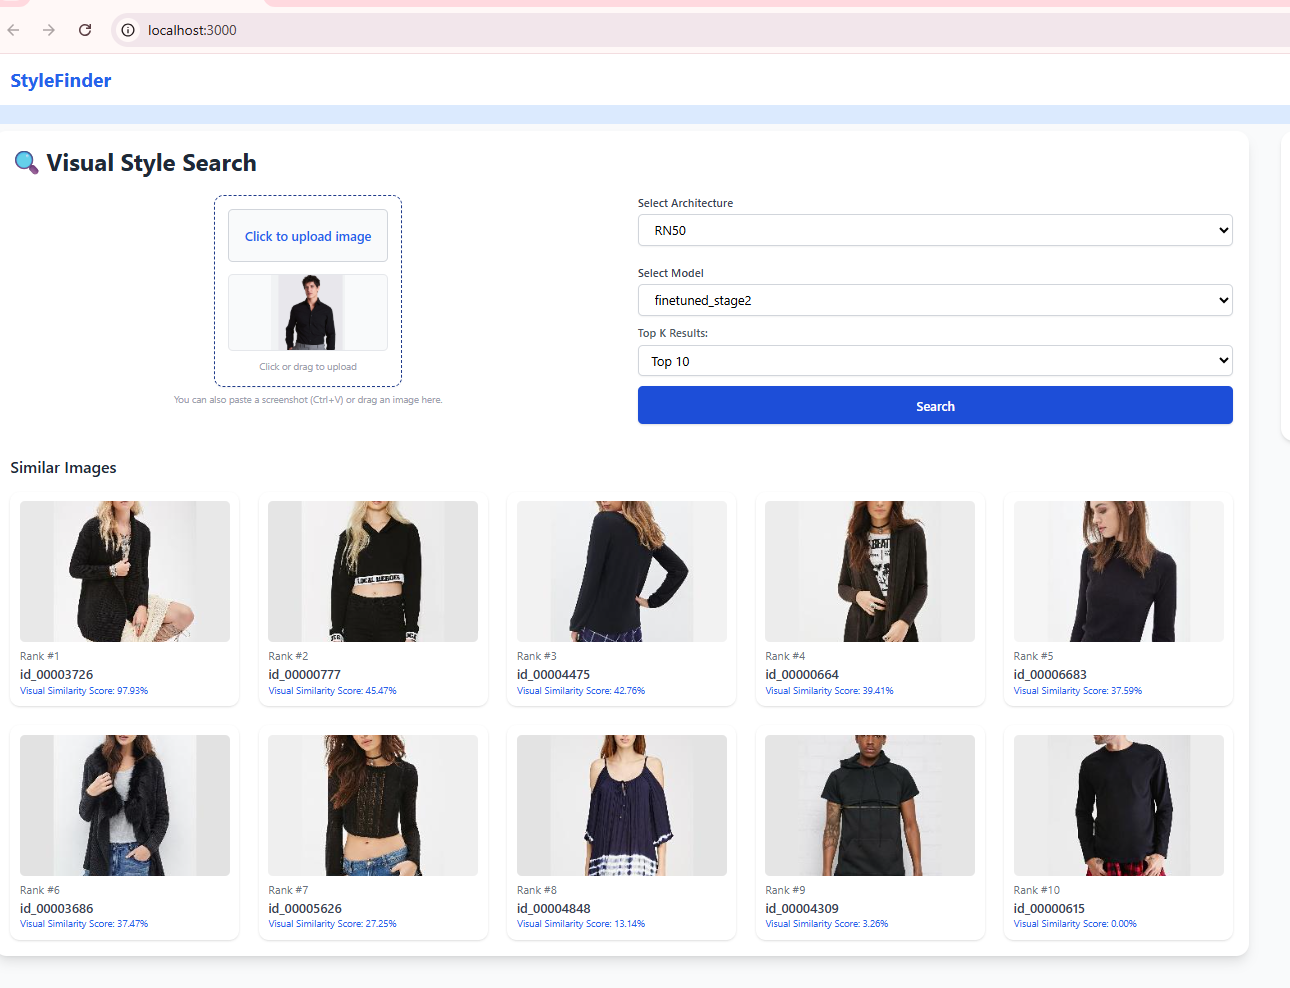 localhost:3000
StyleFinder
Visual Style Search
Click to upload image
Click or drag to upload
You can also paste a screenshot (Ctrl+V) or drag an image here.
Select Architecture
RN50
Select Model
finetuned_stage2
Top K Results:
Top 10
Search
Similar Images
LOCAL HEROES
Rank #1
id_00003726
Visual Similarity Score: 97.93%
Rank #2
id_00000777
Visual Similarity Score: 45.47%
Rank #3
id_00004475
Visual Similarity Score: 42.76%
Rank #4
id_00000664
Visual Similarity Score: 39.41%
Rank #5
id_00006683
Visual Similarity Score: 37.59%
Rank #6
id_00003686
Visual Similarity Score: 37.47%
Rank #7
id_00005626
Visual Similarity Score: 27.25%
Rank #8
id_00004848
Visual Similarity Score: 13.14%
Rank #9
id_00004309
Visual Similarity Score: 3.26%
Rank #10
id_00000615
Visual Similarity Score: 0.00%